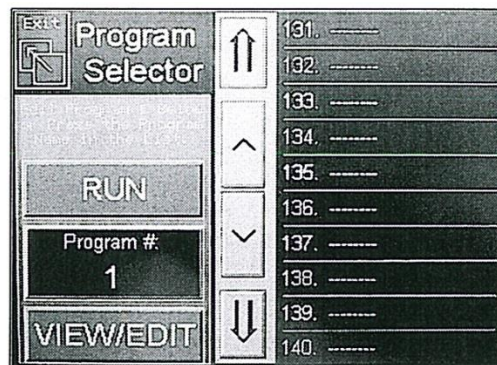 Exit
Program
Selector
RUN
Program #:
1
VIEW/EDIT
131. --------
132. --------
133. --------
134. --------
135. --------
136. --------
137. --------
138. --------
139. --------
140. --------